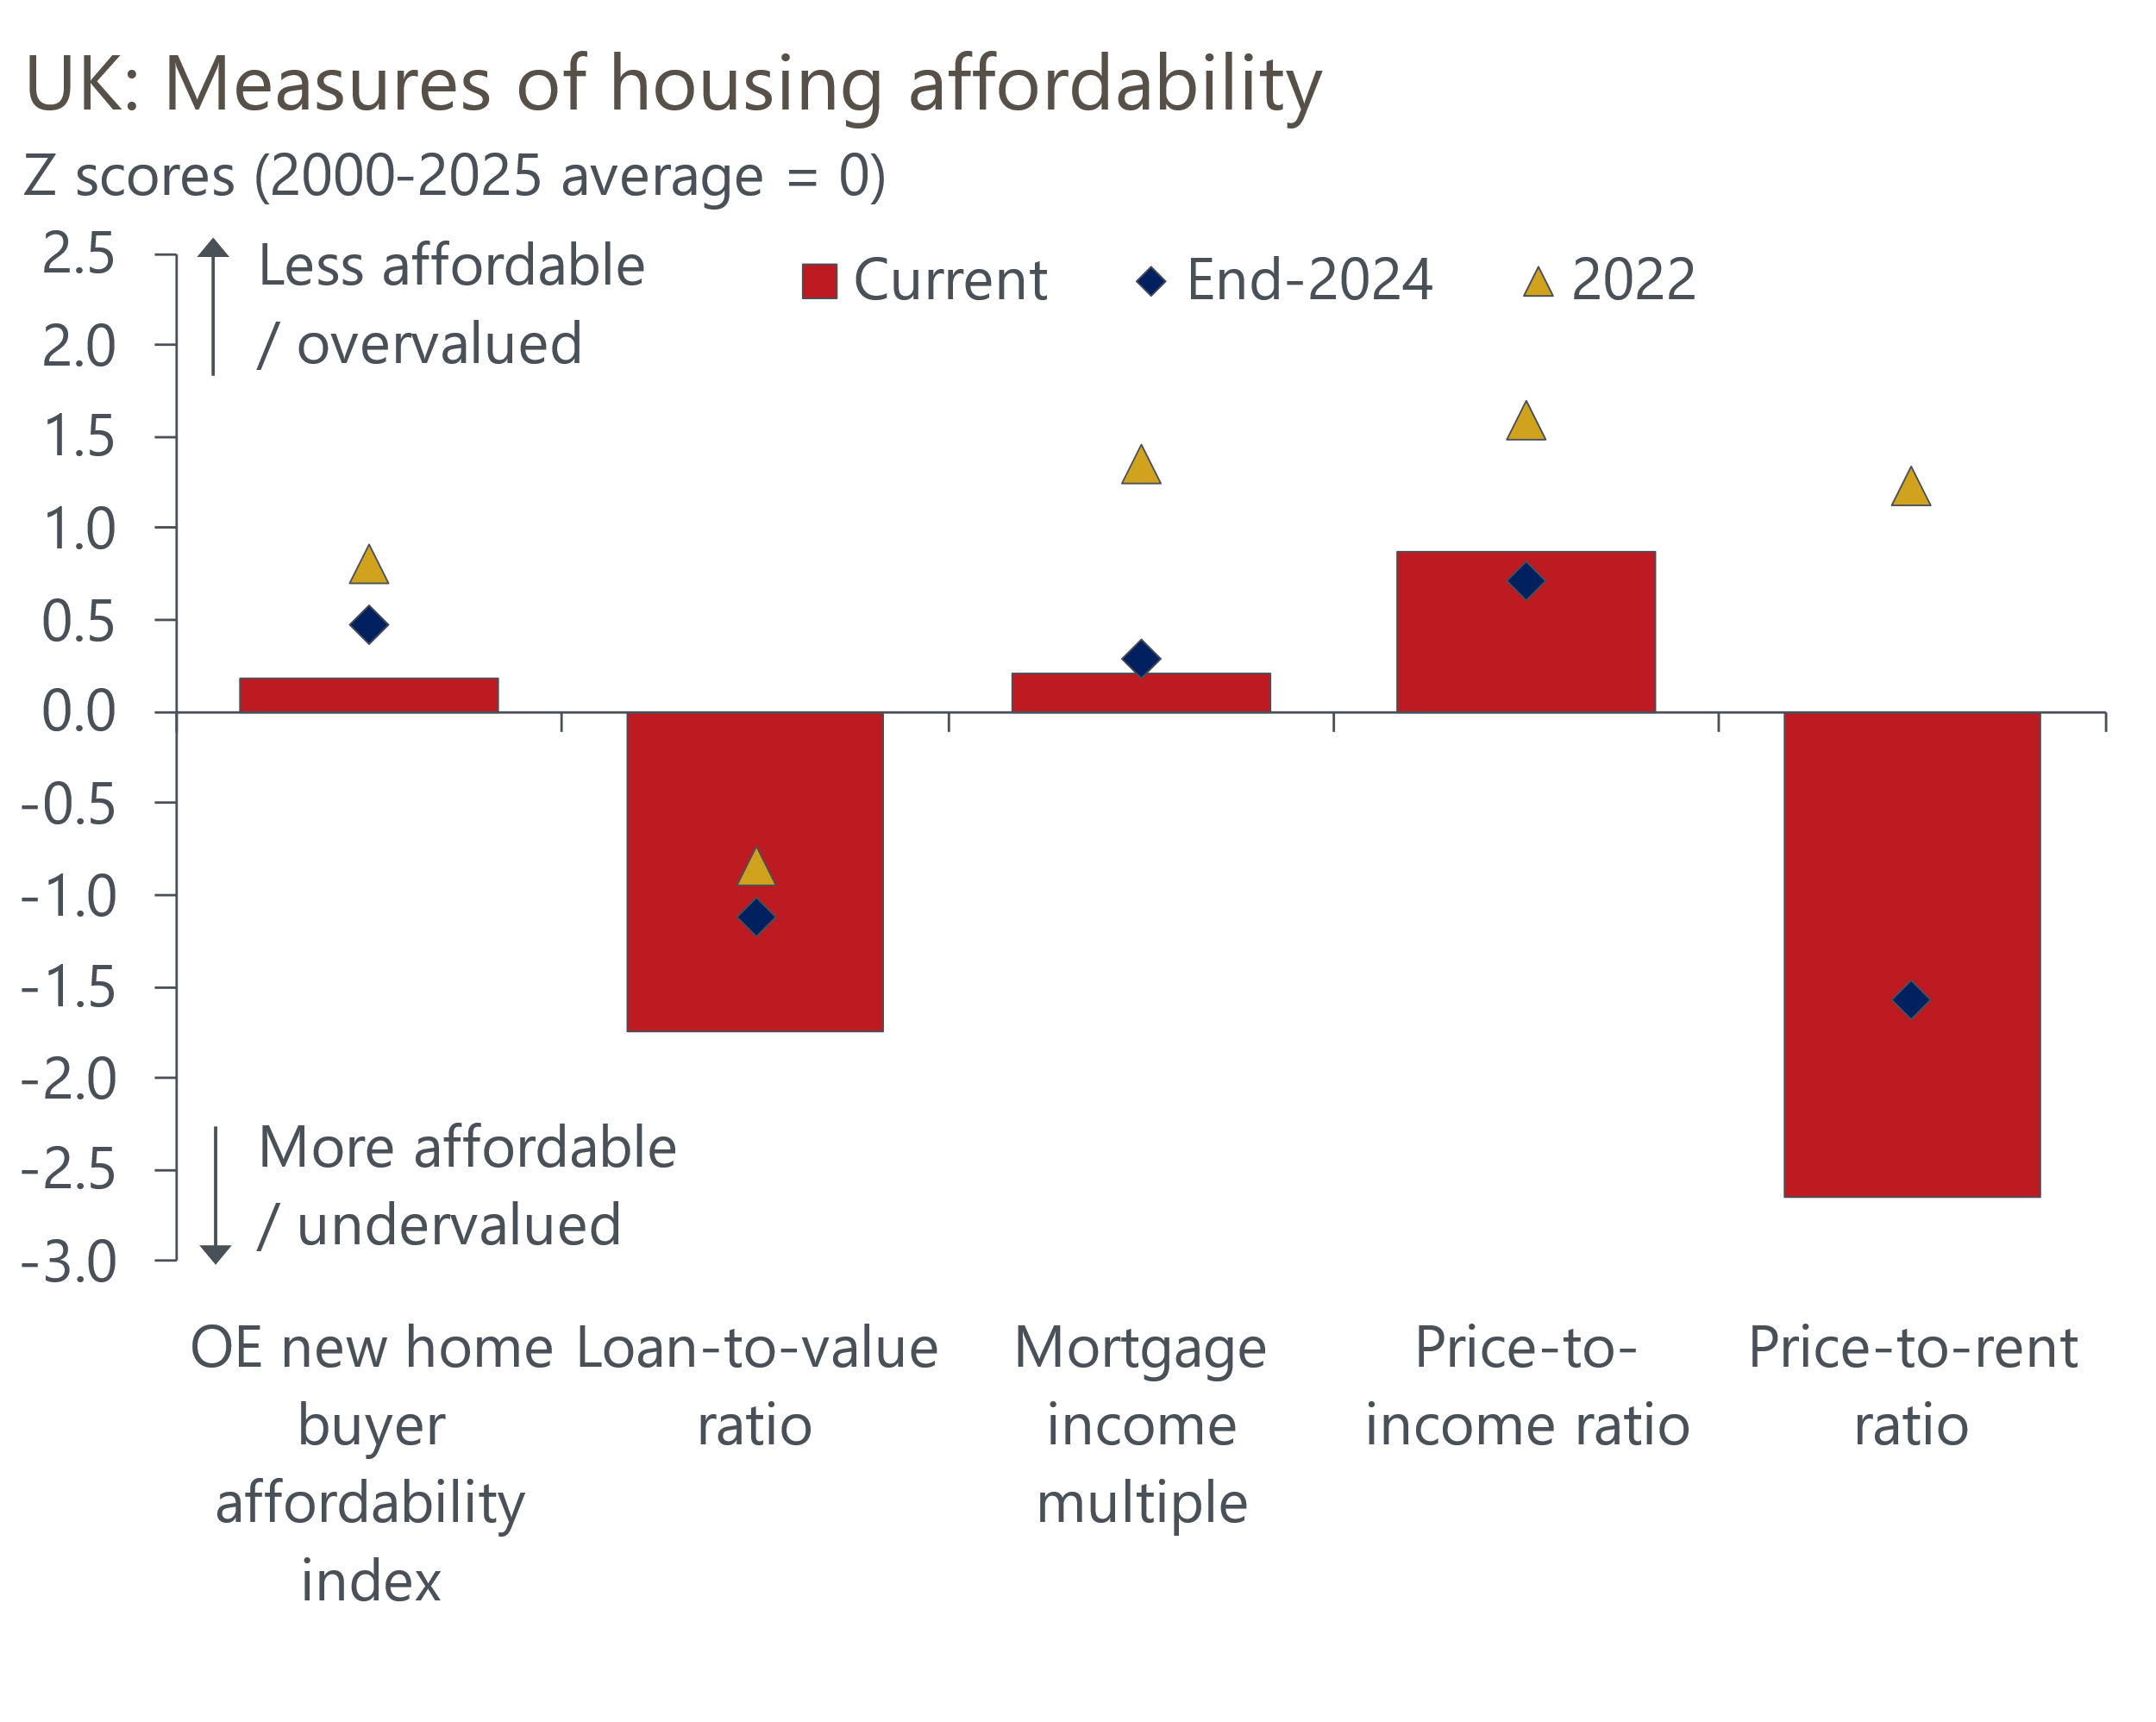 UK: Measures of housing affordability
Z scores (2000-2025 average = 0)
2.5
2.0
1.5
1.0
0.5
0.0
-0.5
-1.0
-1.5
-2.0
-2.5
-3.0
Less affordable
/ overvalued
Current
End-2024
2022
More affordable
/ undervalued
OE new home
buyer
affordability
index
Loan-to-value
ratio
Mortgage
income
multiple
Price-to-
income ratio
Price-to-rent
ratio